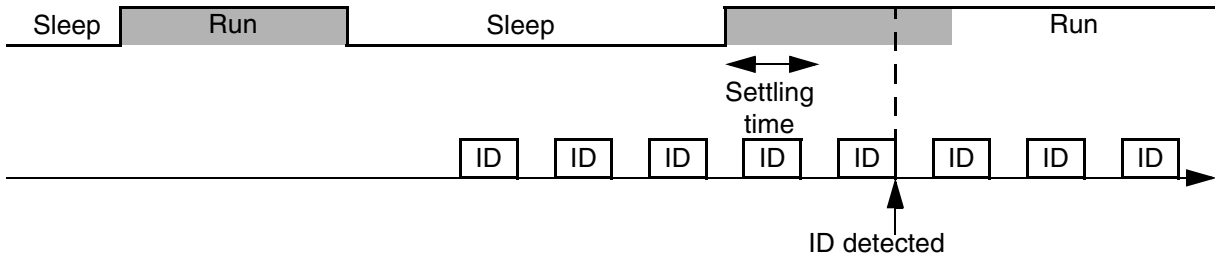 Sleep
Run
Sleep
Run
Settling
time
ID
ID
ID
ID
ID
ID
ID
ID
ID detected